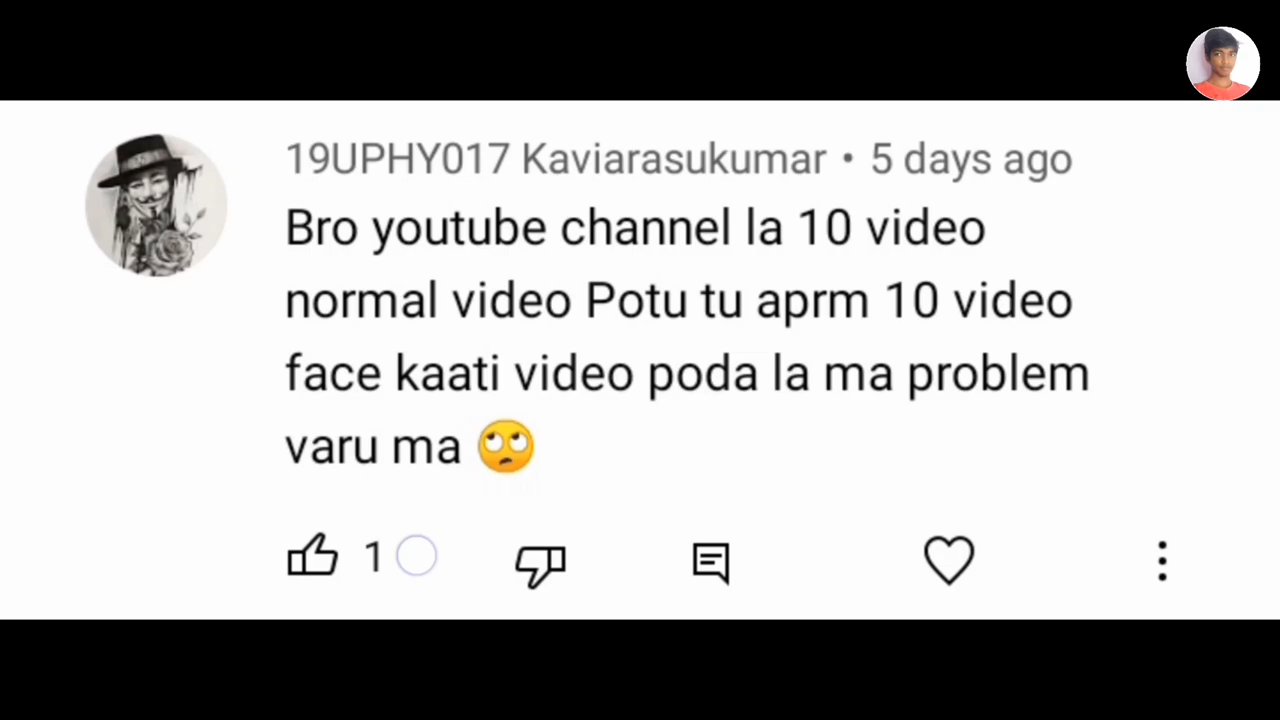 19UPHY017 Kaviarasukumar • 5 days ago
Bro youtube channel la 10 video
normal video Potu tu aprm 10 video
face kaati video poda la ma problem
varu ma 🙄
1